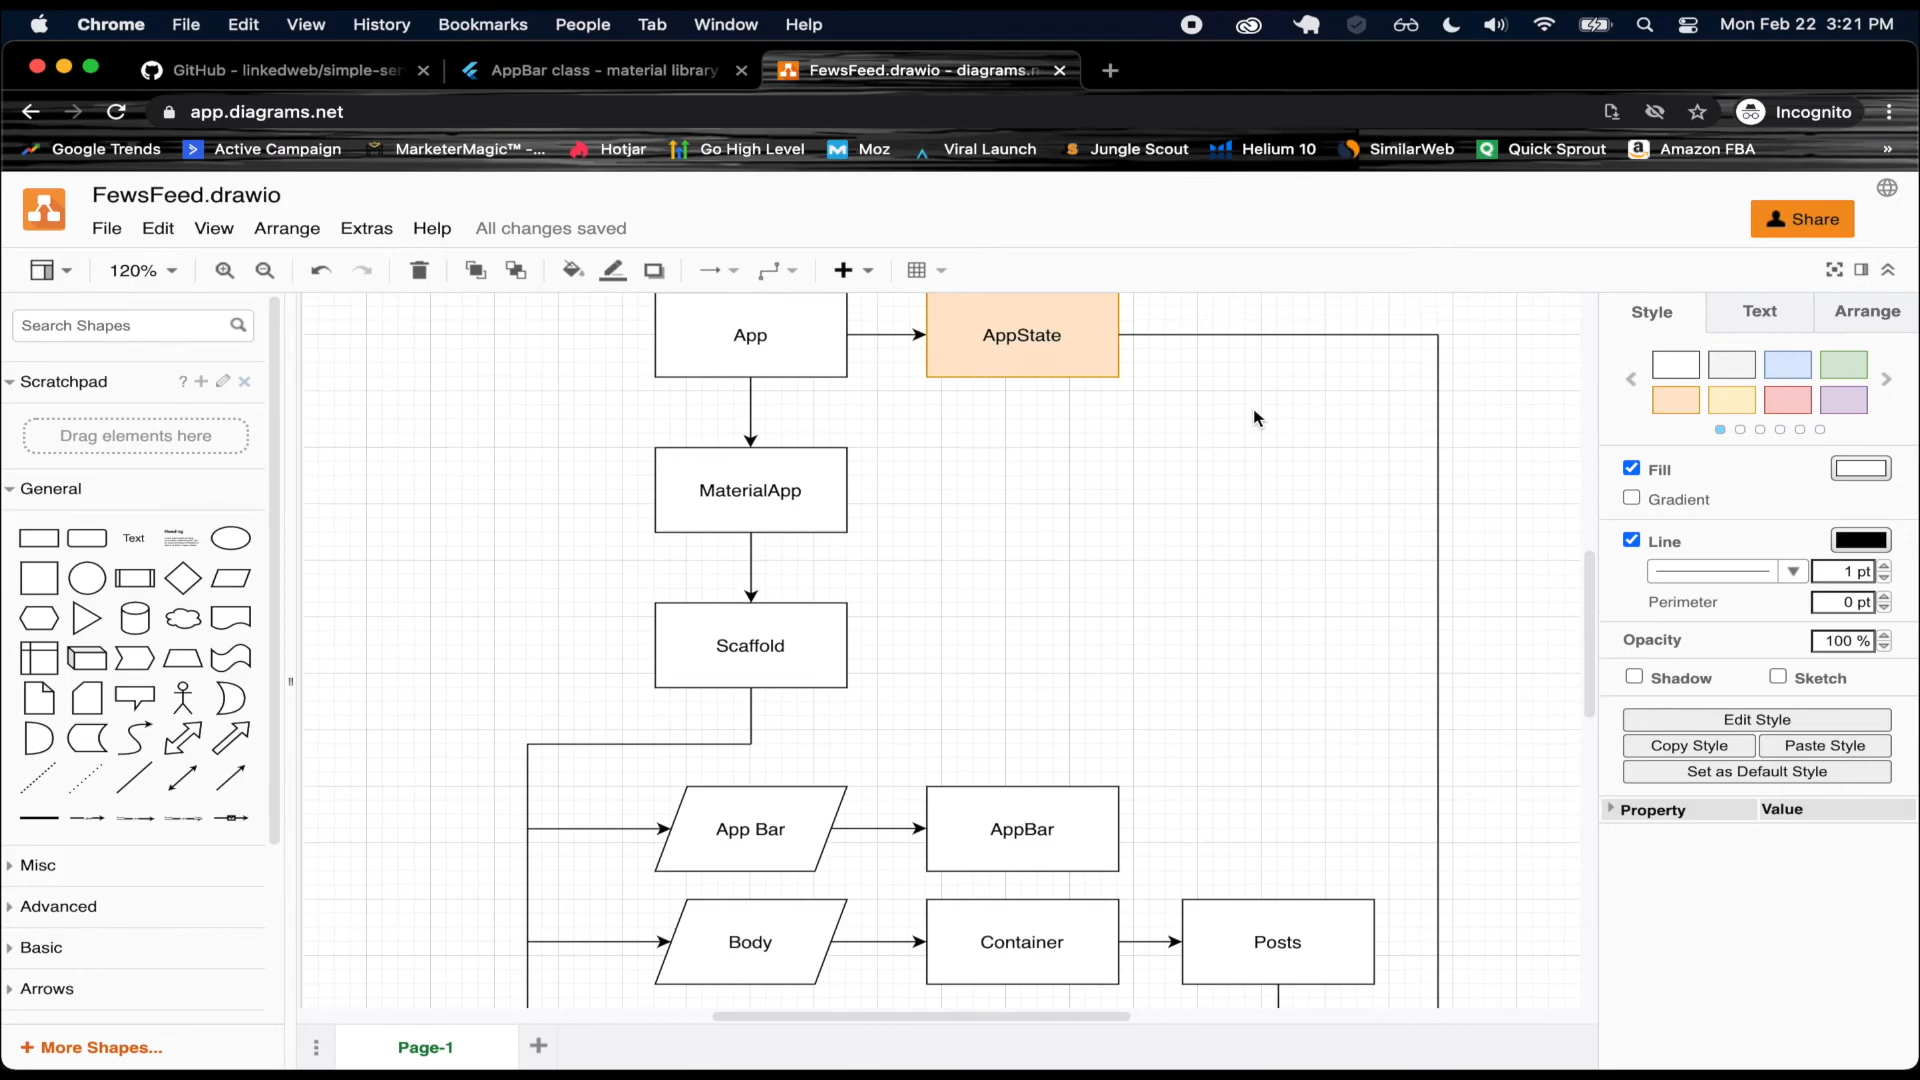 Chrome File Edit View History Bookmarks People Tab Window Help Mon Feb 22 3:21 PM
GitHub - linkedweb/simple-ser AppBar class - material library FewsFeed.drawio - diagrams.n
app.diagrams.net Incognito
Google Trends Active Campaign MarketerMagic™ -... Hotjar Go High Level Moz Viral Launch Jungle Scout Helium 10 SimilarWeb Quick Sprout Amazon FBA »
FewsFeed.drawio
File Edit View Arrange Extras Help All changes saved
Share
120%
Search Shapes
Scratchpad ?
Drag elements here
General
Text
Heading
Misc
Advanced
Basic
Arrows
+ More Shapes...
App
AppState
MaterialApp
Scaffold
App Bar
AppBar
Body
Container
Posts
Page-1
Style Text Arrange
Fill
Gradient
Line
1 pt
Perimeter 0 pt
Opacity 100 %
Shadow Sketch
Edit Style
Copy Style Paste Style
Set as Default Style
Property Value